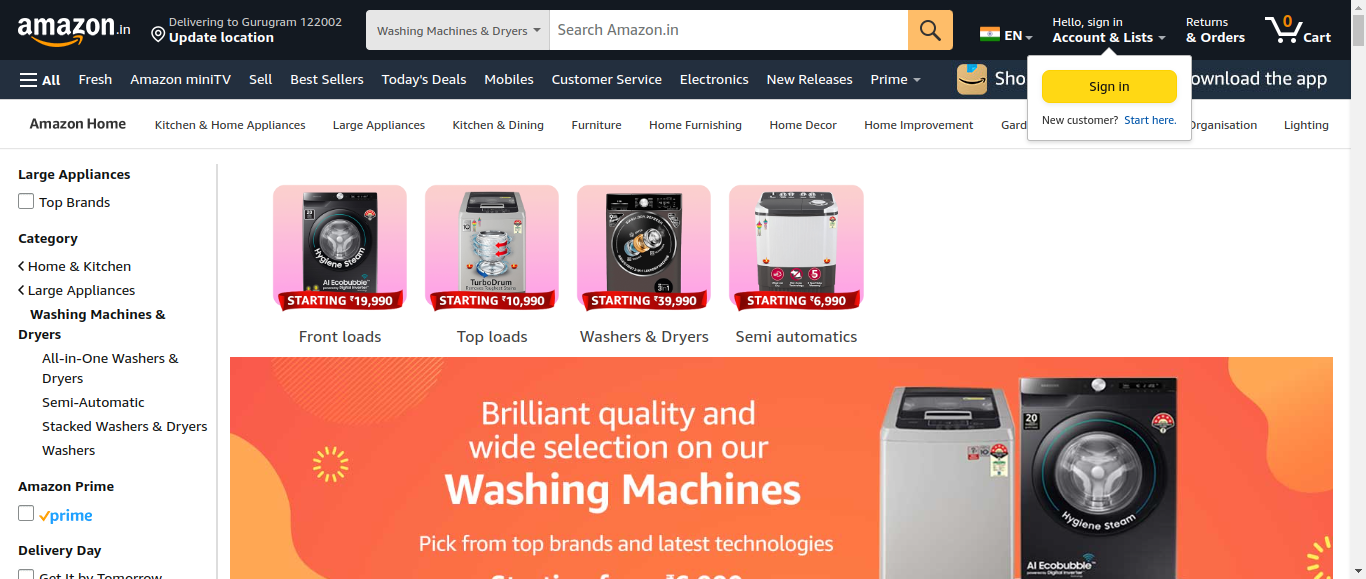 amazon.in
Delivering to Gurugram 122002
Update location
Washing Machines & Dryers
Search Amazon.in
EN
Hello, sign in
Account & Lists
Returns
& Orders
0
Cart
All
Fresh
Amazon miniTV
Sell
Best Sellers
Today's Deals
Mobiles
Customer Service
Electronics
New Releases
Prime
Sho
ownload the app
Sign in
New customer? Start here.
Amazon Home
Kitchen & Home Appliances
Large Appliances
Kitchen & Dining
Furniture
Home Furnishing
Home Decor
Home Improvement
Gard
Organisation
Lighting
Large Appliances
Top Brands
Category
Home & Kitchen
Large Appliances
Washing Machines &
Dryers
All-in-One Washers &
Dryers
Semi-Automatic
Stacked Washers & Dryers
Washers
Amazon Prime
prime
Delivery Day
Get It by Tomorrow
Hygiene Steam
AI Ecobubble
STARTING ₹19,990
Front loads
TurboDrum
STARTING ₹10,990
Top loads
3in1
STARTING ₹39,990
Washers & Dryers
5
STARTING ₹6,990
Semi automatics
Brilliant quality and
wide selection on our
Washing Machines
Pick from top brands and latest technologies
Starting from ₹6,990
20
Hygiene Steam
AI Ecobubble